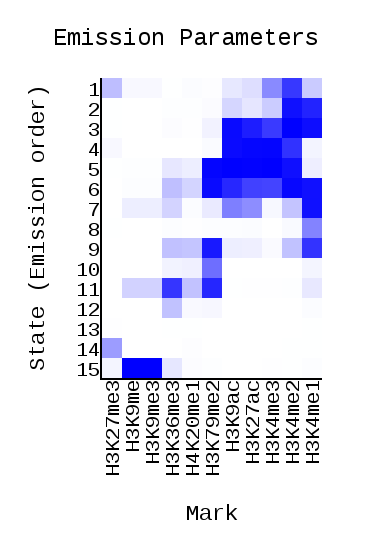 Emission Parameters
State (Emission order)
1
2
3
4
5
6
7
8
9
10
11
12
13
14
15
H3K27me3
H3K9me
H3K9me3
H3K36me3
H4K20me1
H3K79me2
H3K9ac
H3K27ac
H3K4me3
H3K4me2
H3K4me1
Mark